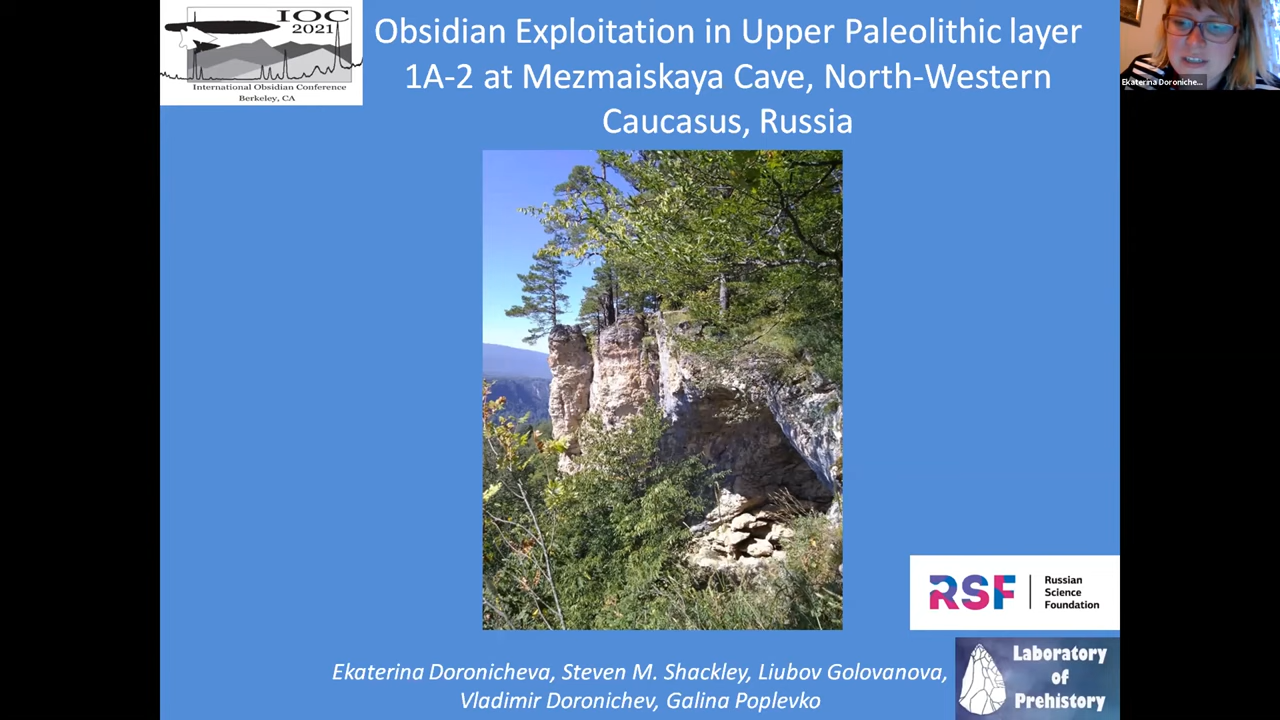 IOC
2021
International Obsidian Conference
Berkeley, CA
Obsidian Exploitation in Upper Paleolithic layer
1A-2 at Mezmaiskaya Cave, North-Western
Caucasus, Russia
Ekaterina Doroniche...
RSF
Russian
Science
Foundation
Laboratory
of
Prehistory
Ekaterina Doronicheva, Steven M. Shackley, Liubov Golovanova,
Vladimir Doronichev, Galina Poplevko